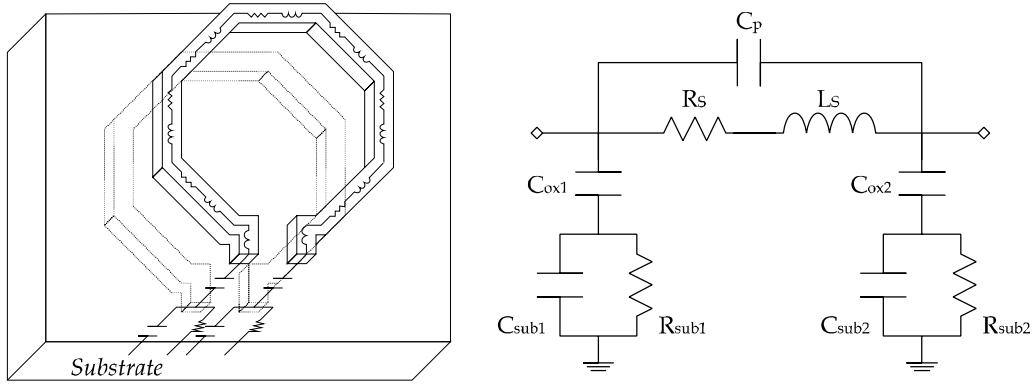 Substrate
Cp
Rs
Ls
Cox1
Cox2
Csub1
Rsub1
Csub2
Rsub2